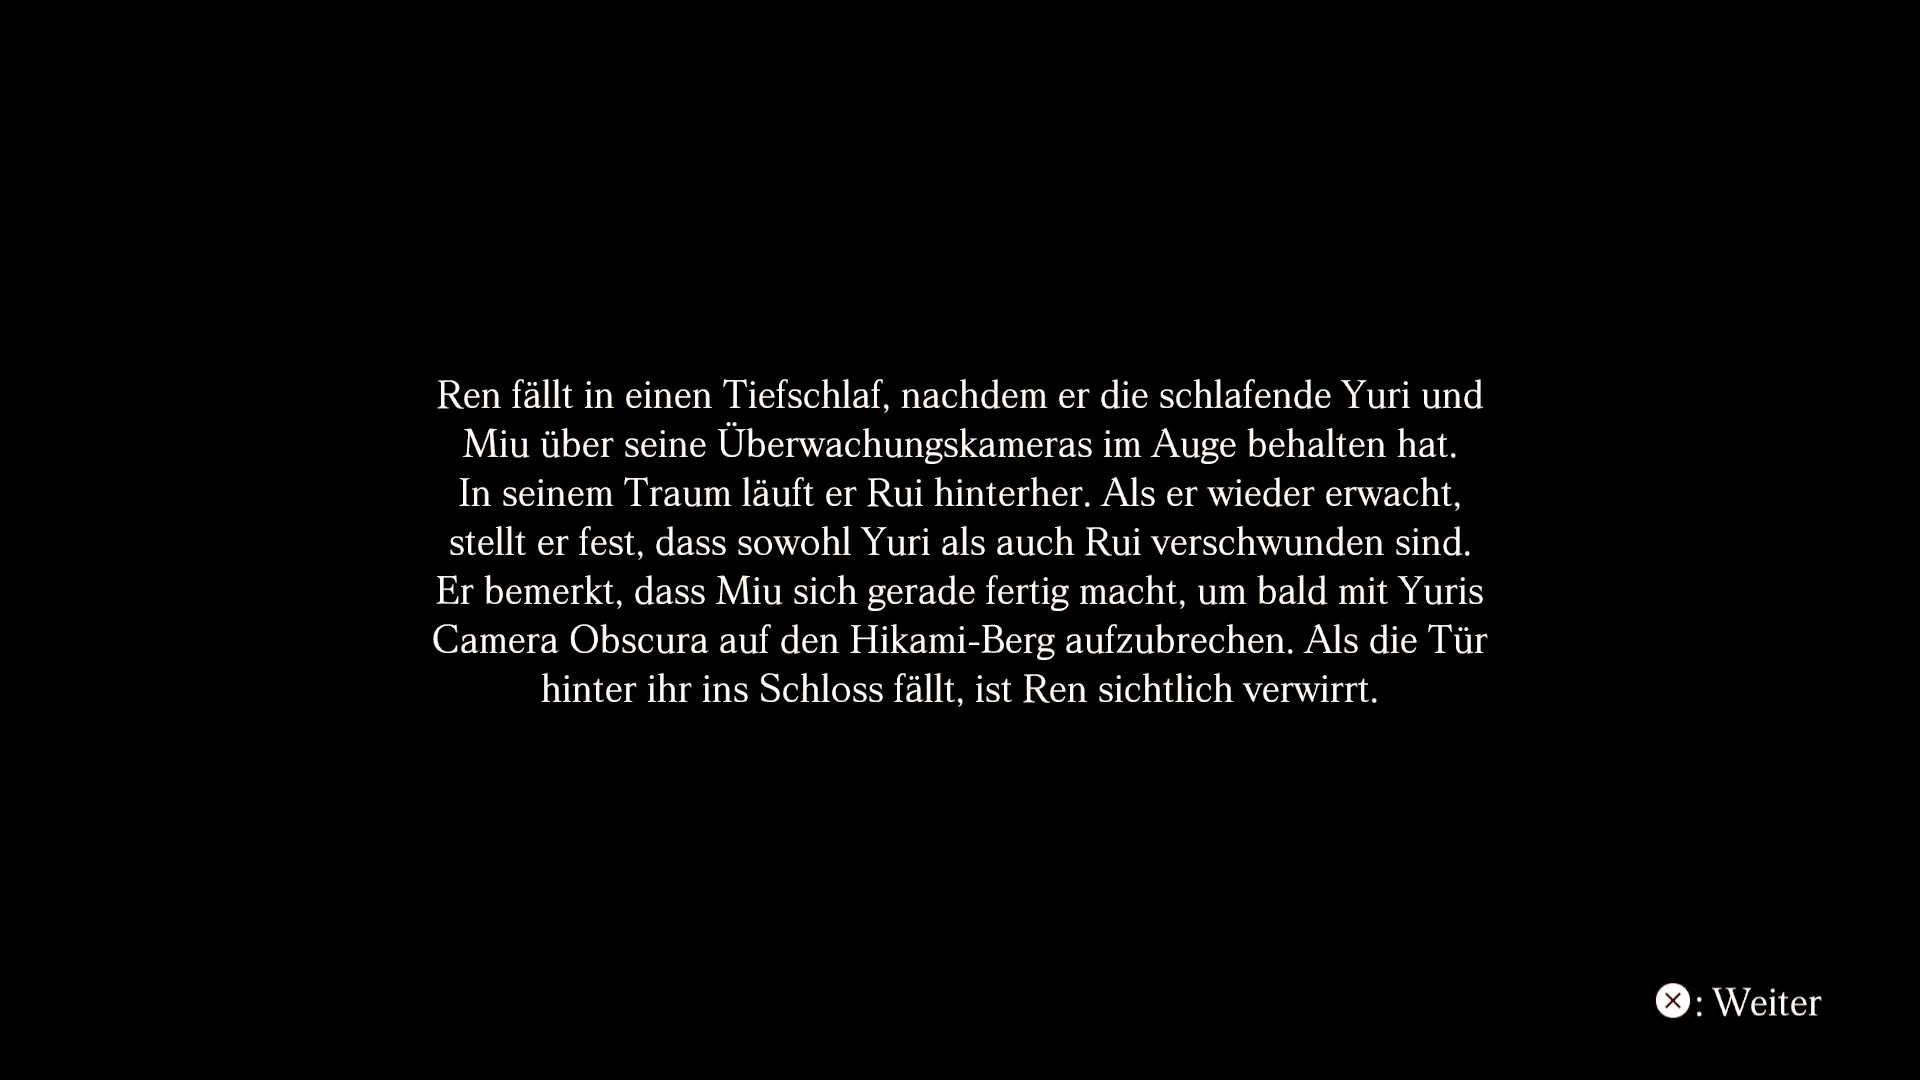 Ren fällt in einen Tiefschlaf, nachdem er die schlafende Yuri und
Miu über seine Überwachungskameras im Auge behalten hat.
In seinem Traum läuft er Rui hinterher. Als er wieder erwacht,
stellt er fest, dass sowohl Yuri als auch Rui verschwunden sind.
Er bemerkt, dass Miu sich gerade fertig macht, um bald mit Yuris
Camera Obscura auf den Hikami-Berg aufzubrechen. Als die Tür
hinter ihr ins Schloss fällt, ist Ren sichtlich verwirrt.
: Weiter